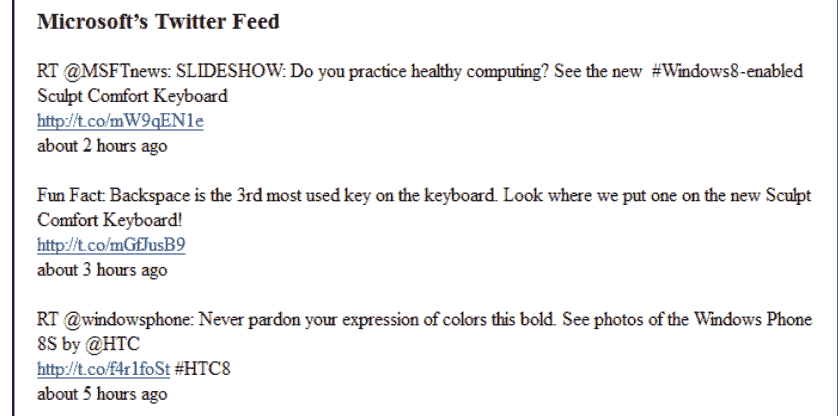 Microsoft's Twitter Feed
RT @MSFTnews: SLIDESHOW: Do you practice healthy computing? See the new #Windows8-enabled
Sculpt Comfort Keyboard
http://t.co/mW9qEN1e
about 2 hours ago
Fun Fact: Backspace is the 3rd most used key on the keyboard. Look where we put one on the new Sculpt
Comfort Keyboard!
http://t.co/mGfJusB9
about 3 hours ago
RT @windowsphone: Never pardon your expression of colors this bold. See photos of the Windows Phone
8S by @HTC
http://t.co/f4r1foSt #HTC8
about 5 hours ago